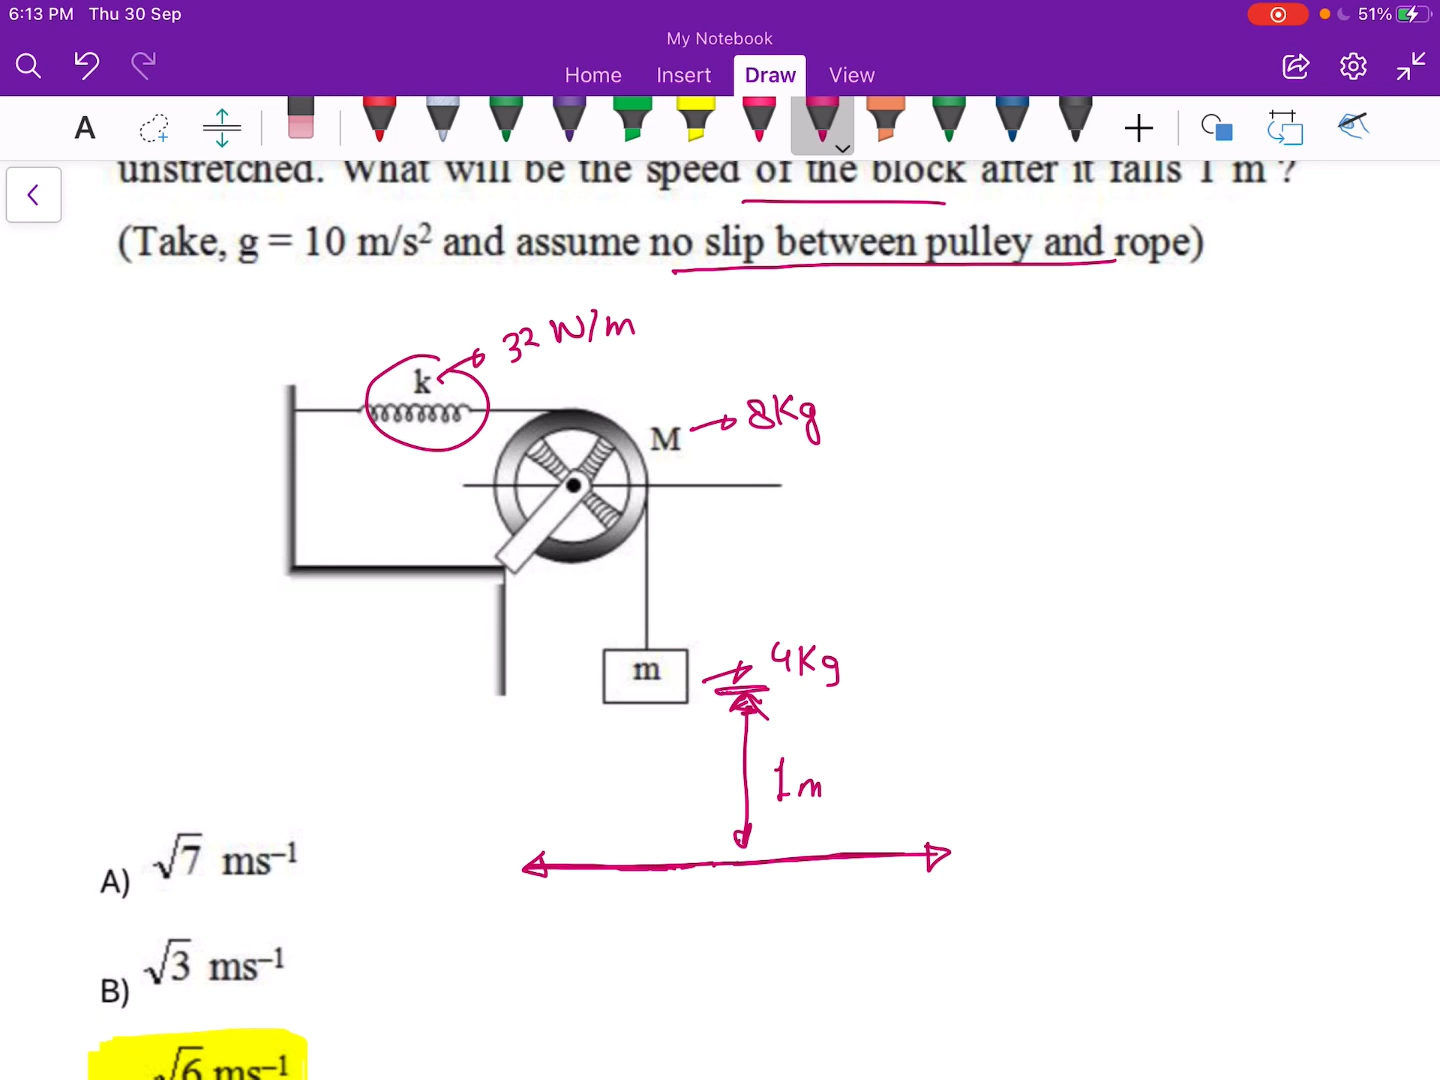 6:13 PM Thu 30 Sep
51%
My Notebook
Home Insert Draw View
A
unstretched. What will be the speed of the block after it falls 1 m ?
(Take, g = 10 m/s² and assume no slip between pulley and rope)
32 N/m
k
M
8Kg
m
4Kg
1m
A) √7 ms⁻¹
B) √3 ms⁻¹
√6 ms⁻¹